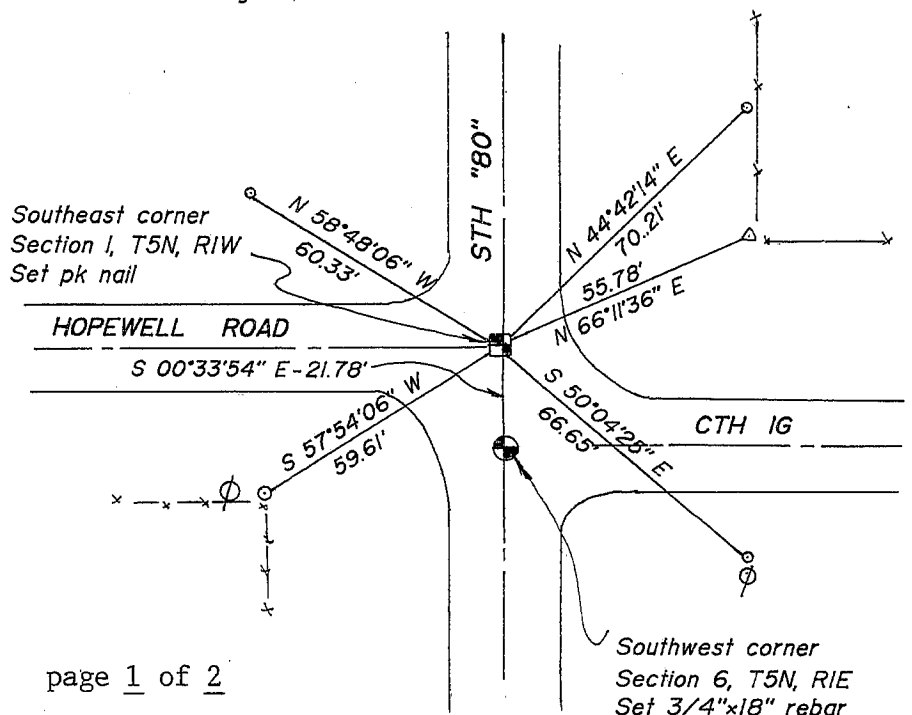 STH "80"
N 44°42'14" E
70.21'
55.78'
N 66°11'36" E
N 58°48'06" W
60.33'
Southeast corner
Section 1, T5N, R1W
Set pk nail
HOPEWELL ROAD
S 00°33'54" E-21.78'
S 57°54'06" W
59.61'
S 50°04'25" E
66.65'
CTH IG
Southwest corner
Section 6, T5N, R1E
Set 3/4"x18" rebar
page 1 of 2